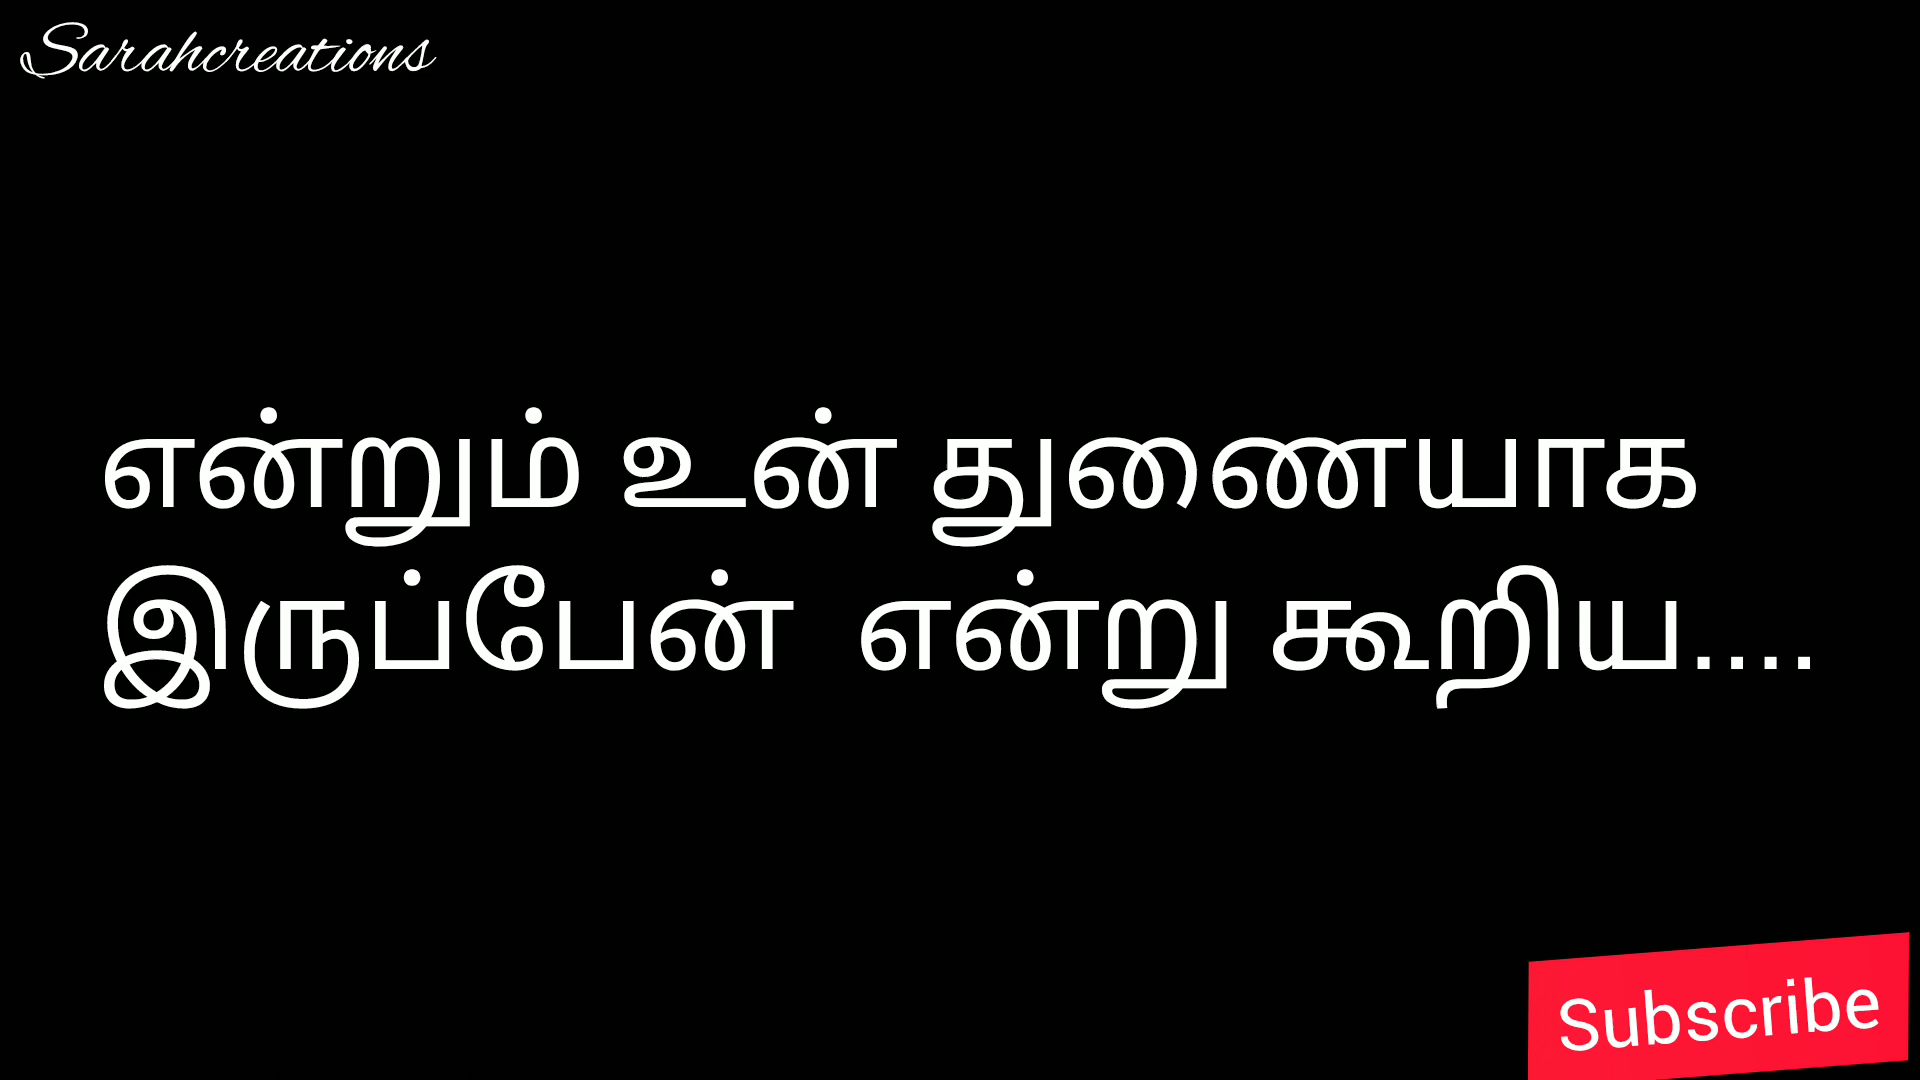 Sarahcreations
என்றும் உன் துணையாக
இருப்பேன்  என்று கூறிய....
Subscribe